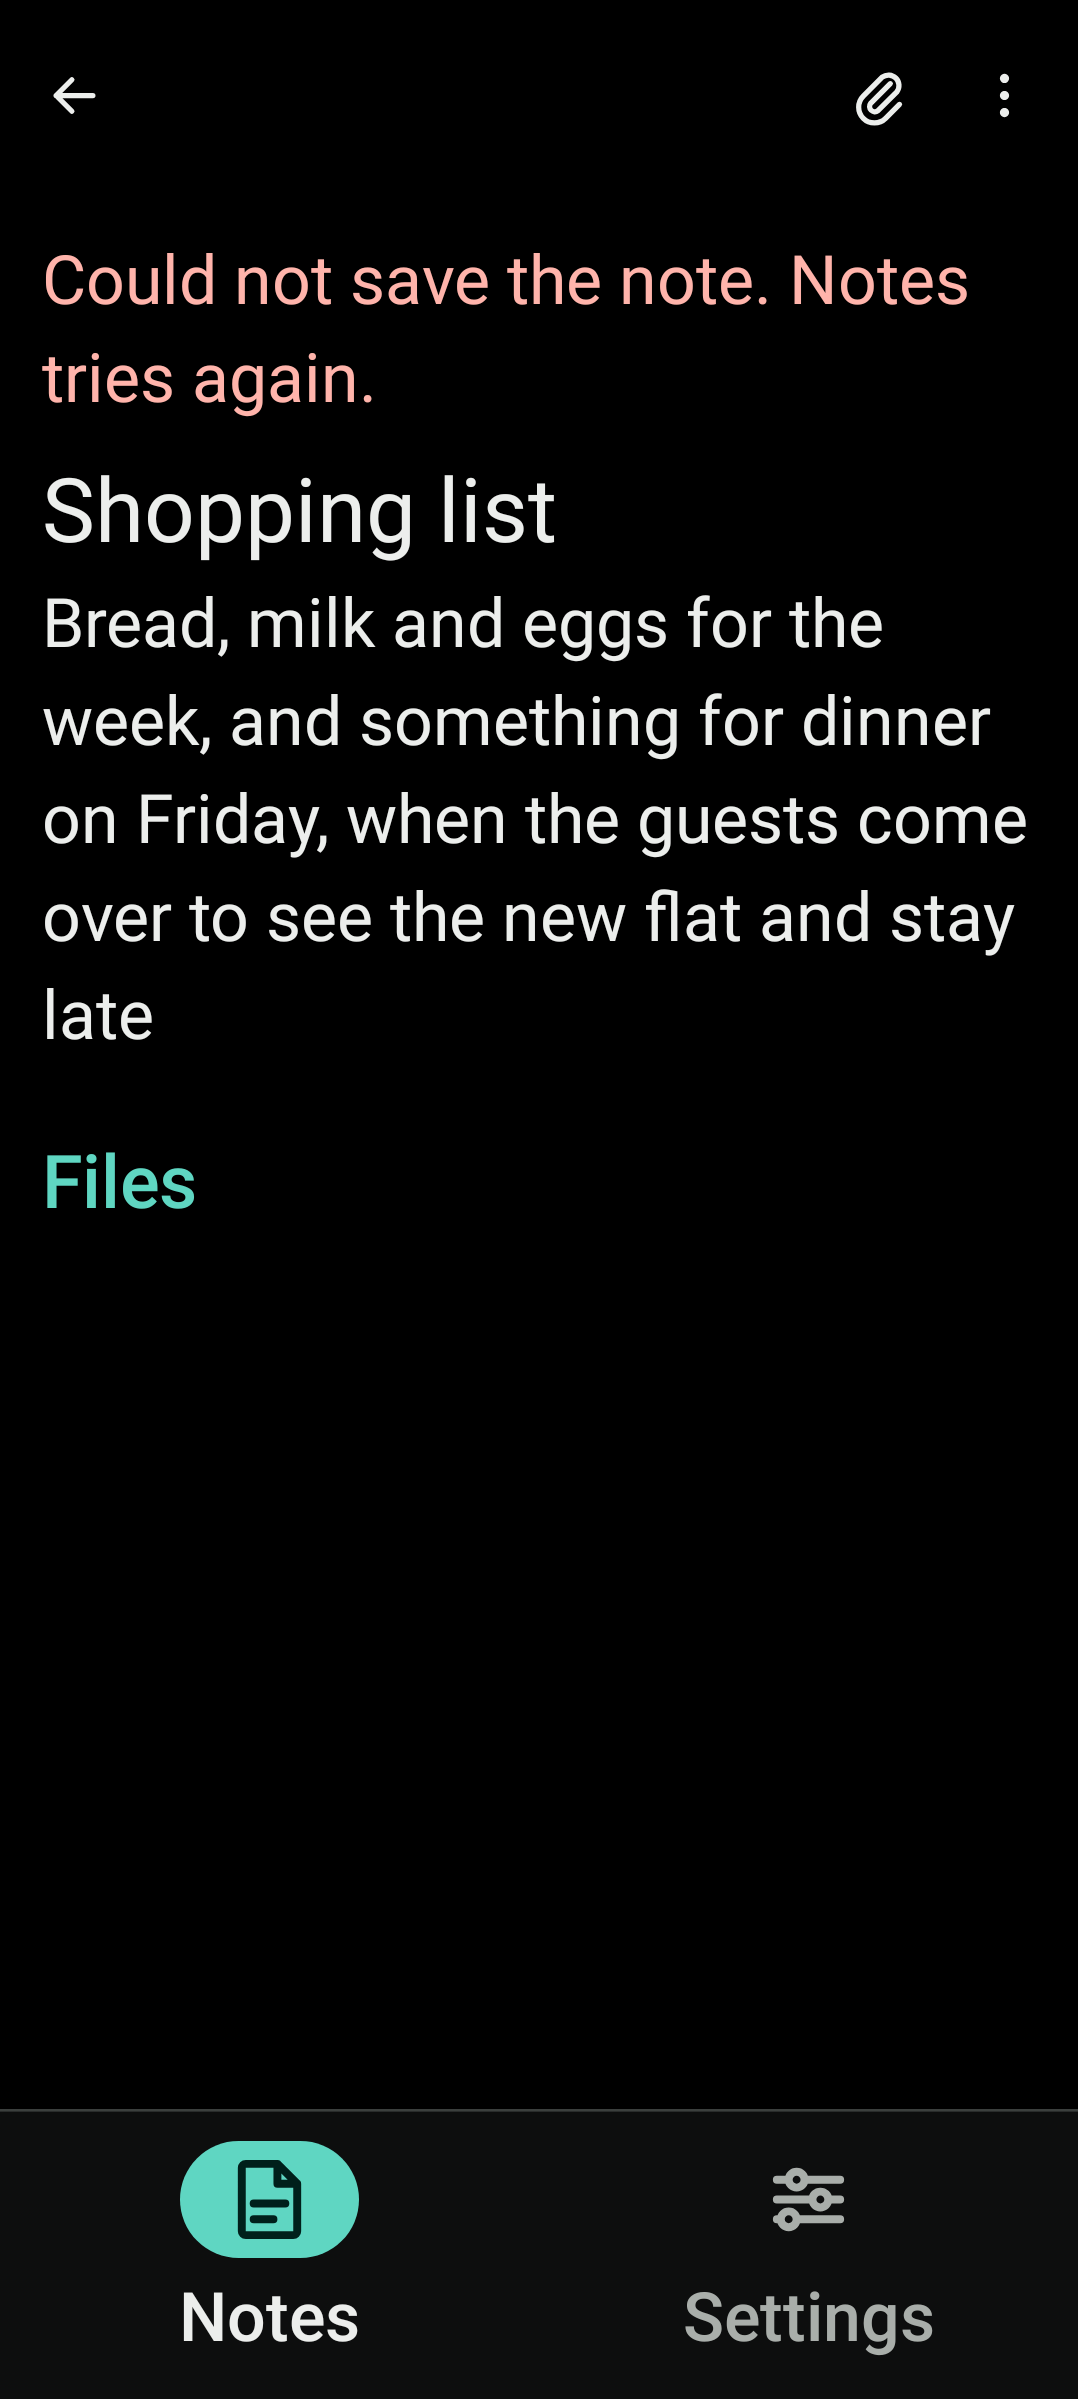 Could not save the note. Notes
tries again.
Shopping list
Bread, milk and eggs for the
week, and something for dinner
on Friday, when the guests come
over to see the new flat and stay
late
Files
Notes
Settings